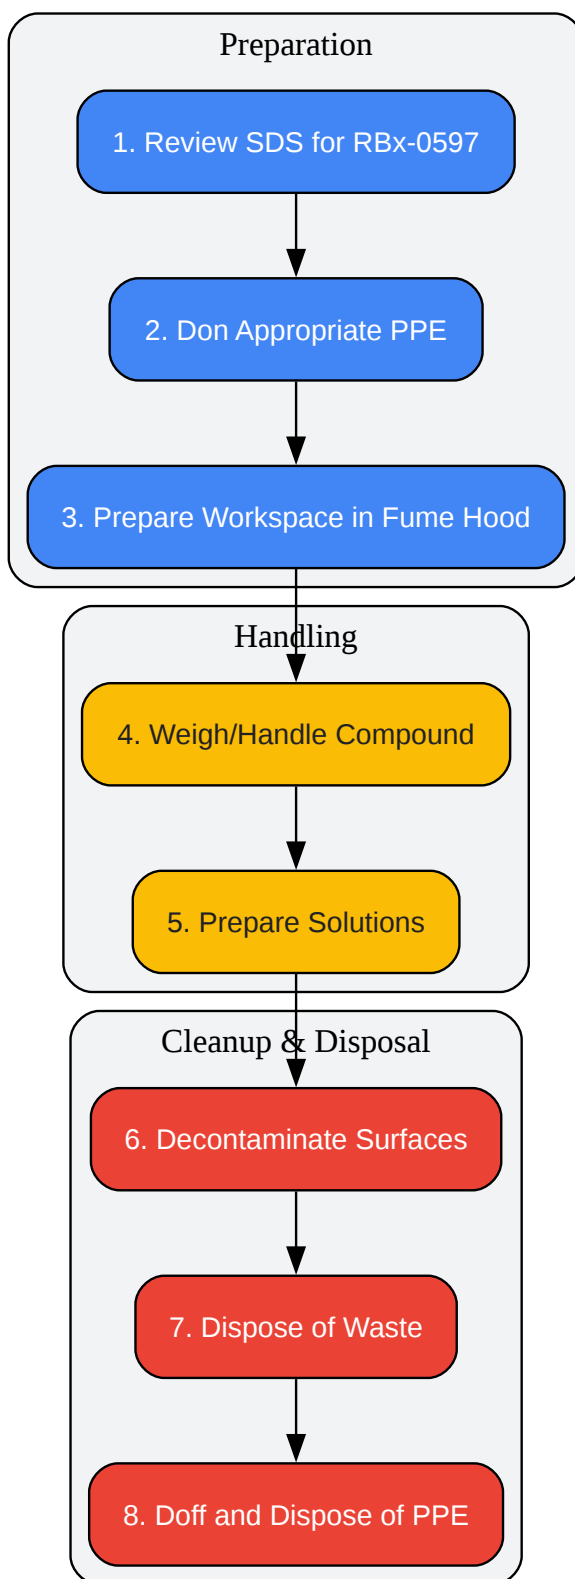 Preparation
1. Review SDS for RBx-0597
2. Don Appropriate PPE
3. Prepare Workspace in Fume Hood
Handling
4. Weigh/Handle Compound
5. Prepare Solutions
Cleanup & Disposal
6. Decontaminate Surfaces
7. Dispose of Waste
8. Doff and Dispose of PPE